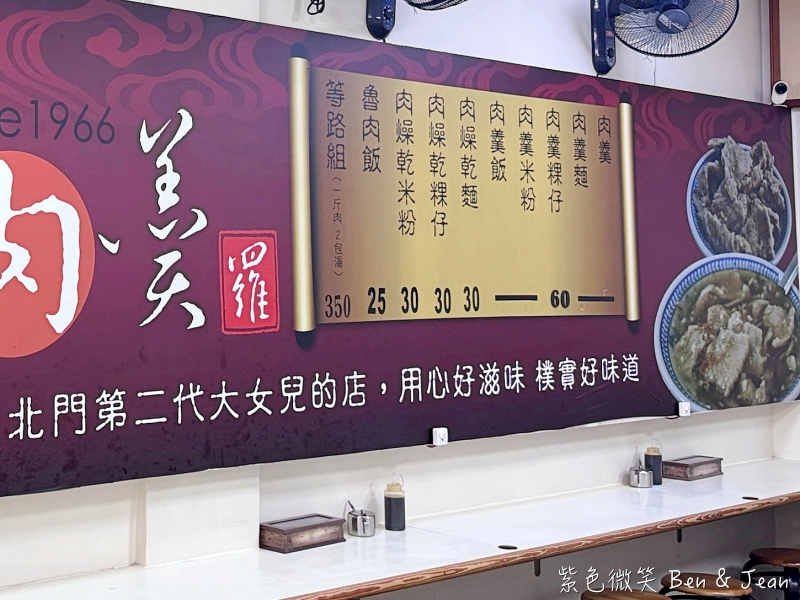 e1966
肉、羹
羅
肉羹
肉羹麵
肉羹粿仔
肉羹米粉
肉羹飯
60
肉燥乾麵
30
肉燥乾粿仔
30
肉燥乾米粉
30
魯肉飯
25
等路組(一斤肉 2包湯)
350
北門第二代大女兒的店，用心好滋味 樸實好味道
紫色微笑 Ben & Jean